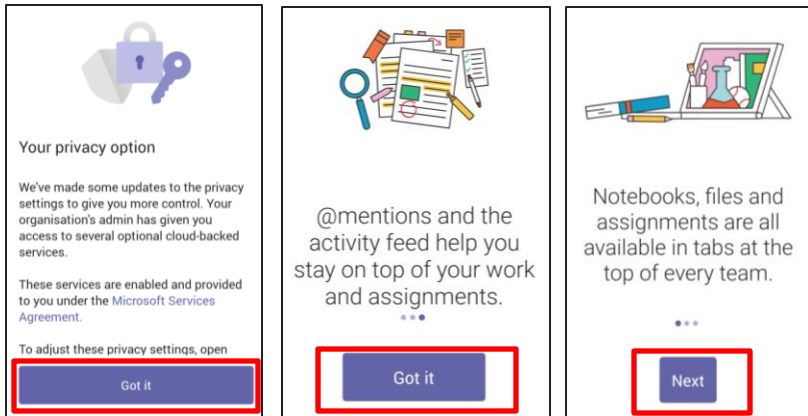 Your privacy option
We've made some updates to the privacy
settings to give you more control. Your
organisation's admin has given you
access to several optional cloud-backed
services.
These services are enabled and provided
to you under the Microsoft Services
Agreement.
To adjust these privacy settings, open
Got it
@mentions and the
activity feed help you
stay on top of your work
and assignments.
Got it
Notebooks, files and
assignments are all
available in tabs at the
top of every team.
Next